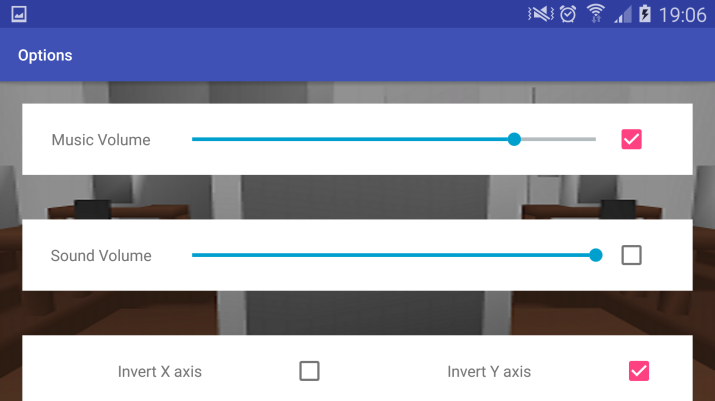 19:06
Options
Music Volume
Sound Volume
Invert X axis Invert Y axis